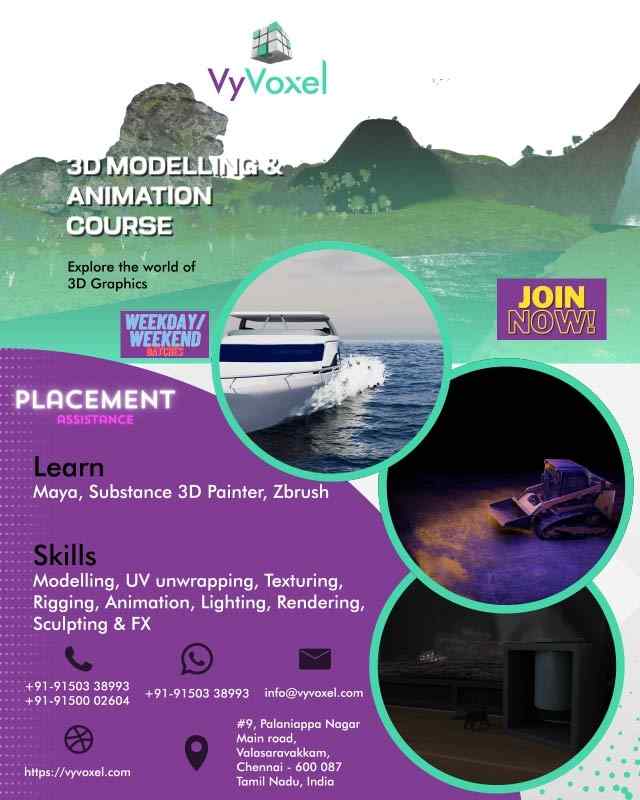 VyVoxel
3D MODELLING &
ANIMATION
COURSE
Explore the world of
3D Graphics
JOIN
NOW!
WEEKDAY/
WEEKEND
BATCHES
PLACEMENT
ASSISTANCE
Learn
Maya, Substance 3D Painter, Zbrush
Skills
Modelling, UV unwrapping, Texturing,
Rigging, Animation, Lighting, Rendering,
Sculpting & FX
+91-91503 38993
+91-91500 02604
+91-91503 38993
info@vyvoxel.com
https://vyvoxel.com
#9, Palaniappa Nagar
Main road,
Valasaravakkam,
Chennai - 600 087
Tamil Nadu, India